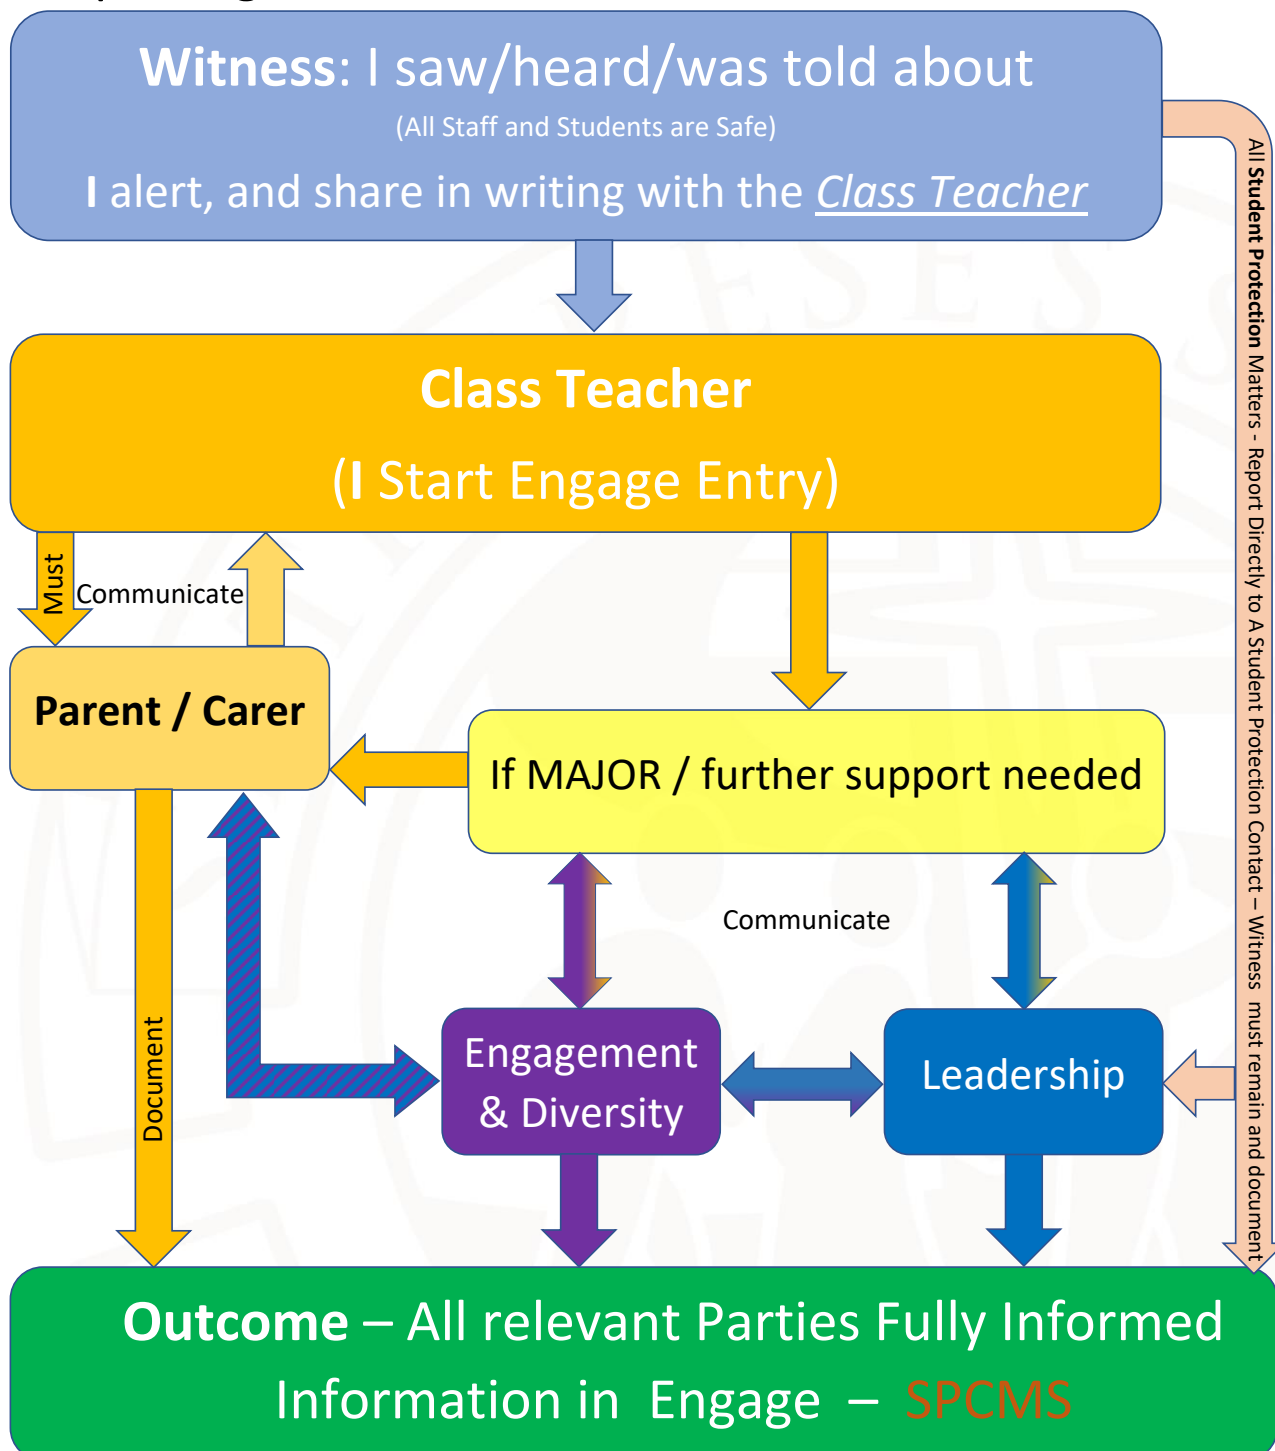 Witness: I saw/heard/was told about
(All Staff and Students are Safe)
I alert, and share in writing with the Class Teacher
Class Teacher
(I Start Engage Entry)
Must
Communicate
Parent / Carer
If MAJOR / further support needed
Communicate
Engagement
& Diversity
Leadership
Document
All Student Protection Matters - Report Directly to A Student Protection Contact – Witness must remain and document
Outcome – All relevant Parties Fully Informed
Information in Engage – SPCMS